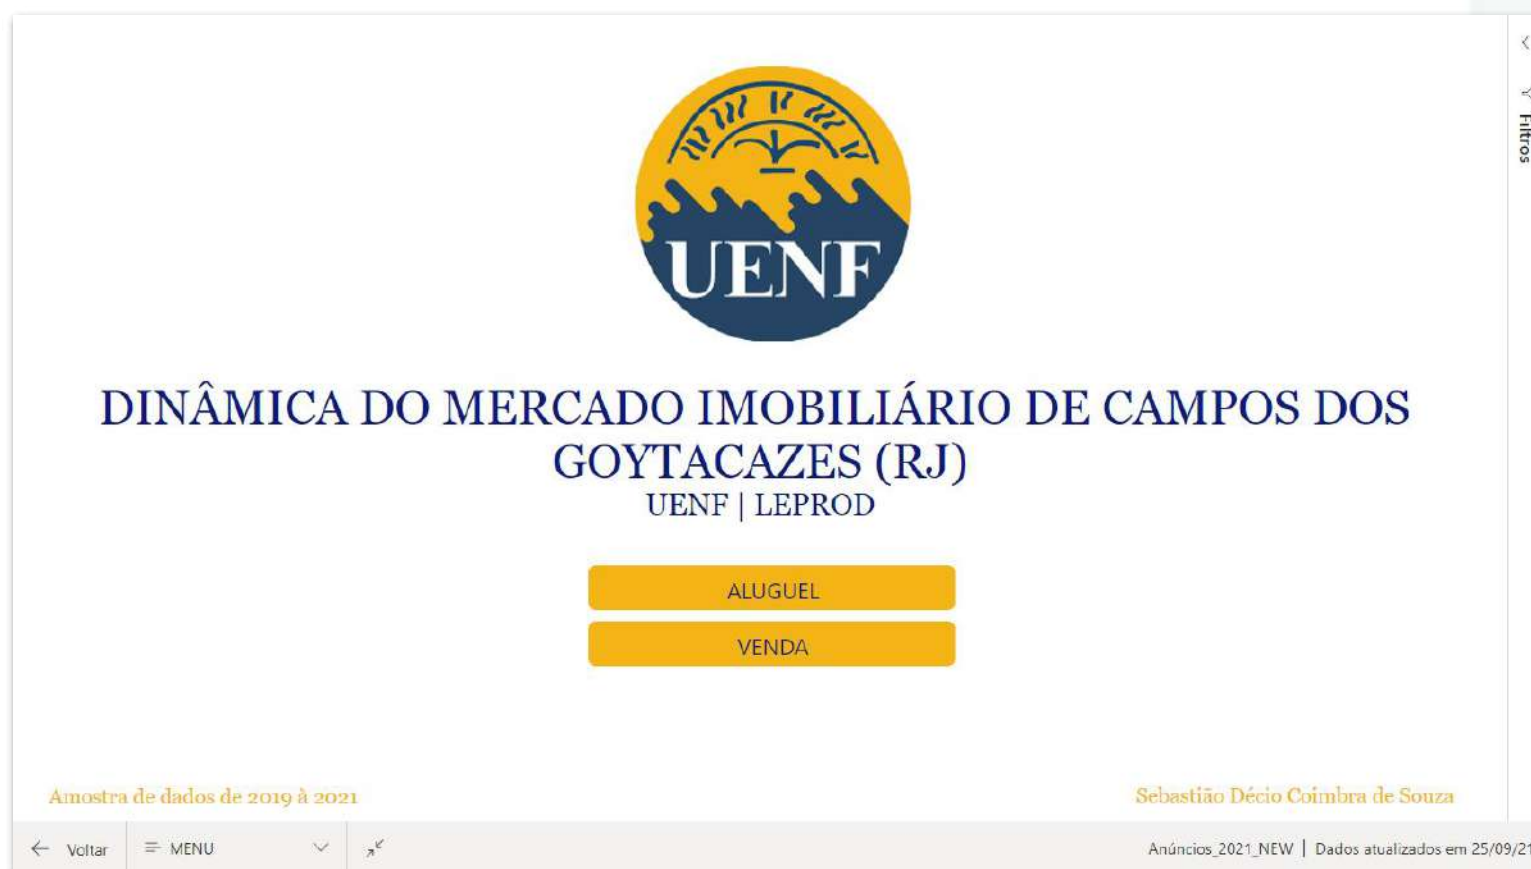 Filtros
UENF
DINÂMICA DO MERCADO IMOBILIÁRIO DE CAMPOS DOS
GOYTACAZES (RJ)
UENF | LEPROD
ALUGUEL
VENDA
Amostra de dados de 2019 à 2021
Sebastião Décio Coimbra de Souza
Voltar
MENU
Anúncios_2021_NEW | Dados atualizados em 25/09/21